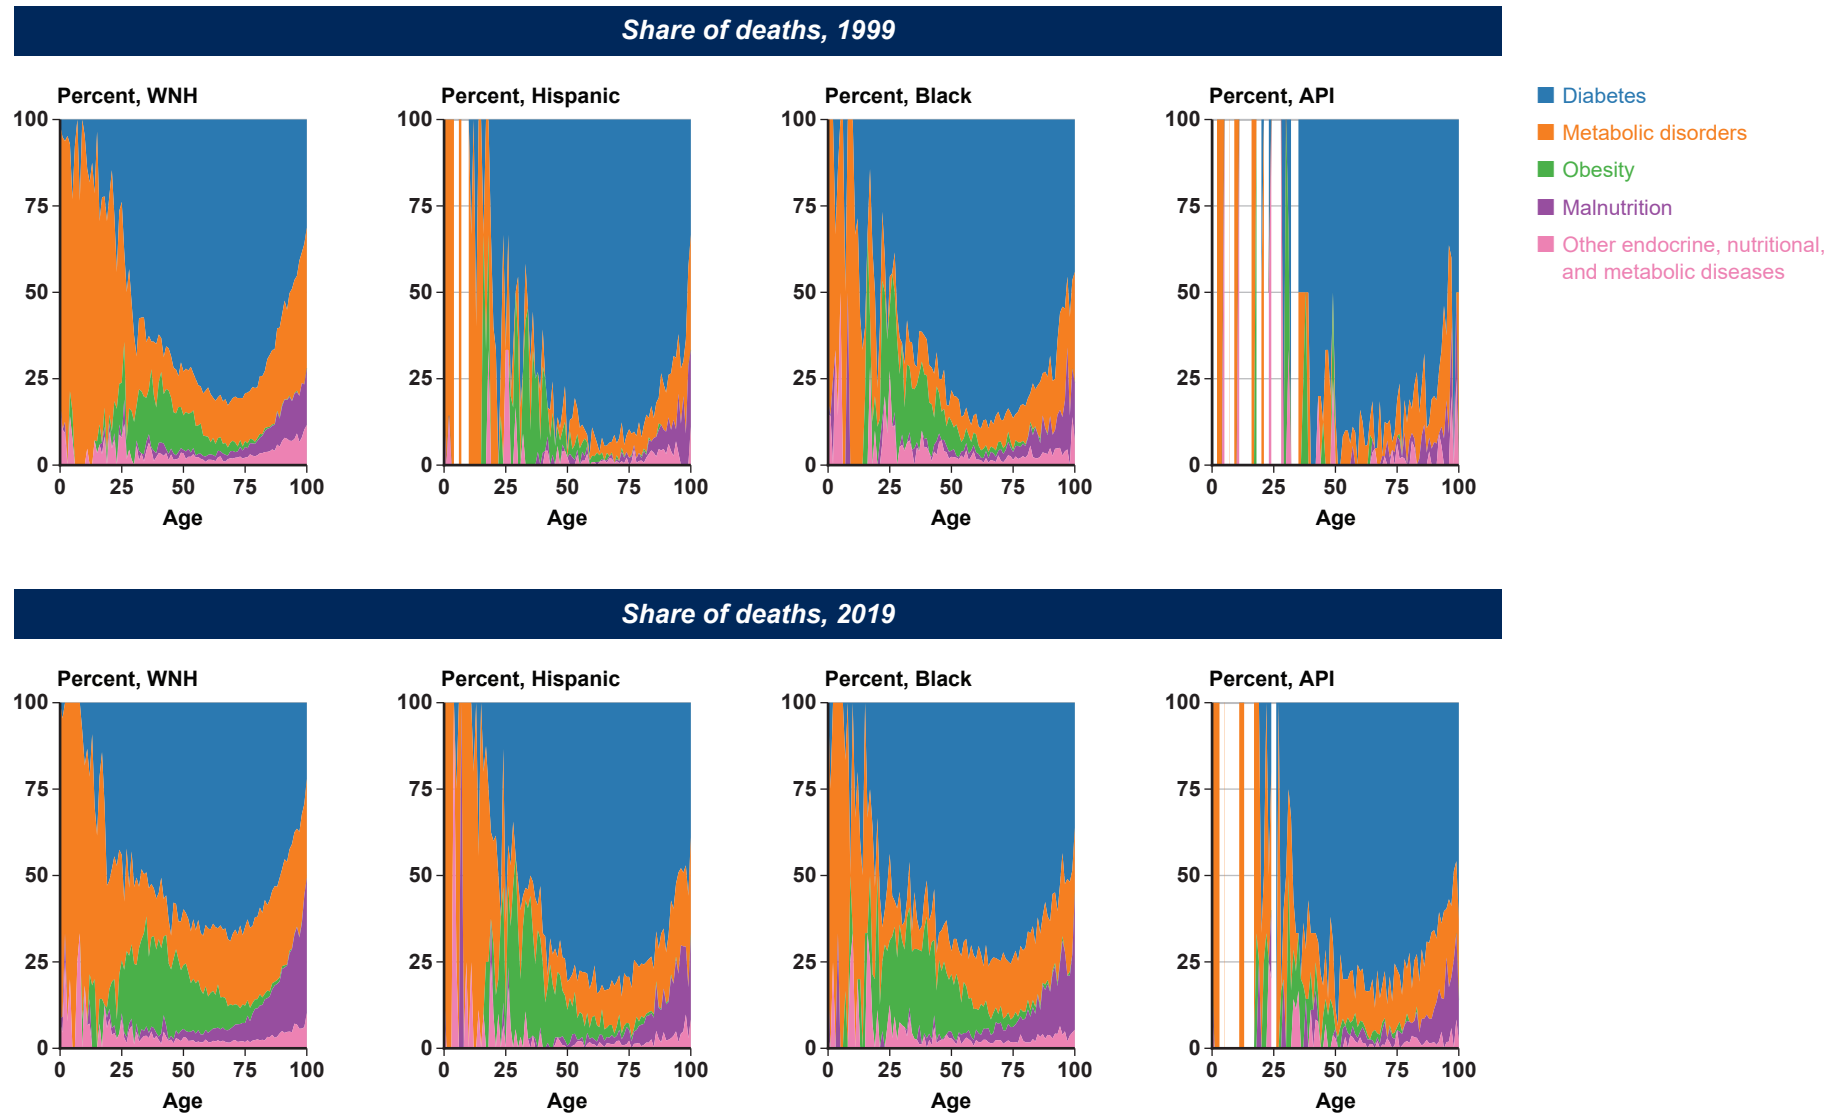 Share of deaths, 1999
Percent, WNH
Percent, Hispanic
Percent, Black
Percent, API
100
75
50
25
0
0 25 50 75 100
Age
100
75
50
25
0
0 25 50 75 100
Age
100
75
50
25
0
0 25 50 75 100
Age
100
75
50
25
0
0 25 50 75 100
Age
Diabetes
Metabolic disorders
Obesity
Malnutrition
Other endocrine, nutritional,
and metabolic diseases
Share of deaths, 2019
Percent, WNH
Percent, Hispanic
Percent, Black
Percent, API
100
75
50
25
0
0 25 50 75 100
Age
100
75
50
25
0
0 25 50 75 100
Age
100
75
50
25
0
0 25 50 75 100
Age
100
75
50
25
0
0 25 50 75 100
Age